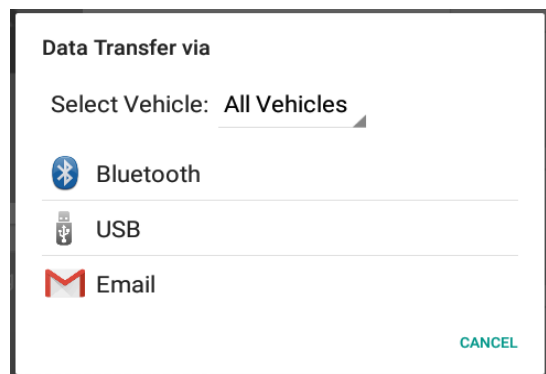 Data Transfer via
Select Vehicle: All Vehicles
Bluetooth
USB
Email
CANCEL